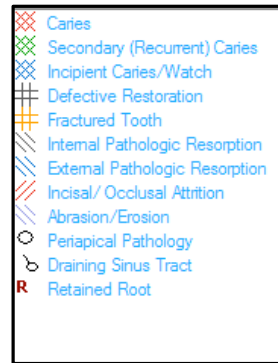 Caries
Secondary (Recurrent) Caries
Incipient Caries/Watch
Defective Restoration
Fractured Tooth
Internal Pathologic Resorption
External Pathologic Resorption
Incisal/Occlusal Attrition
Abrasion/Erosion
Periapical Pathology
Draining Sinus Tract
R Retained Root